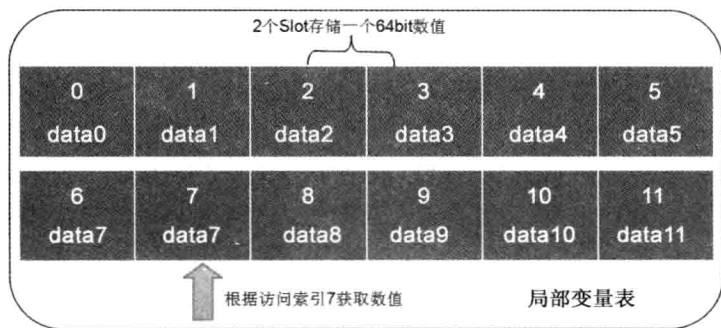 2个Slot存储一个64bit数值
0 1 2 3 4 5
data0 data1 data2 data3 data4 data5
6 7 8 9 10 11
data7 data7 data8 data9 data10 data11
根据访问索引7获取数值 局部变量表